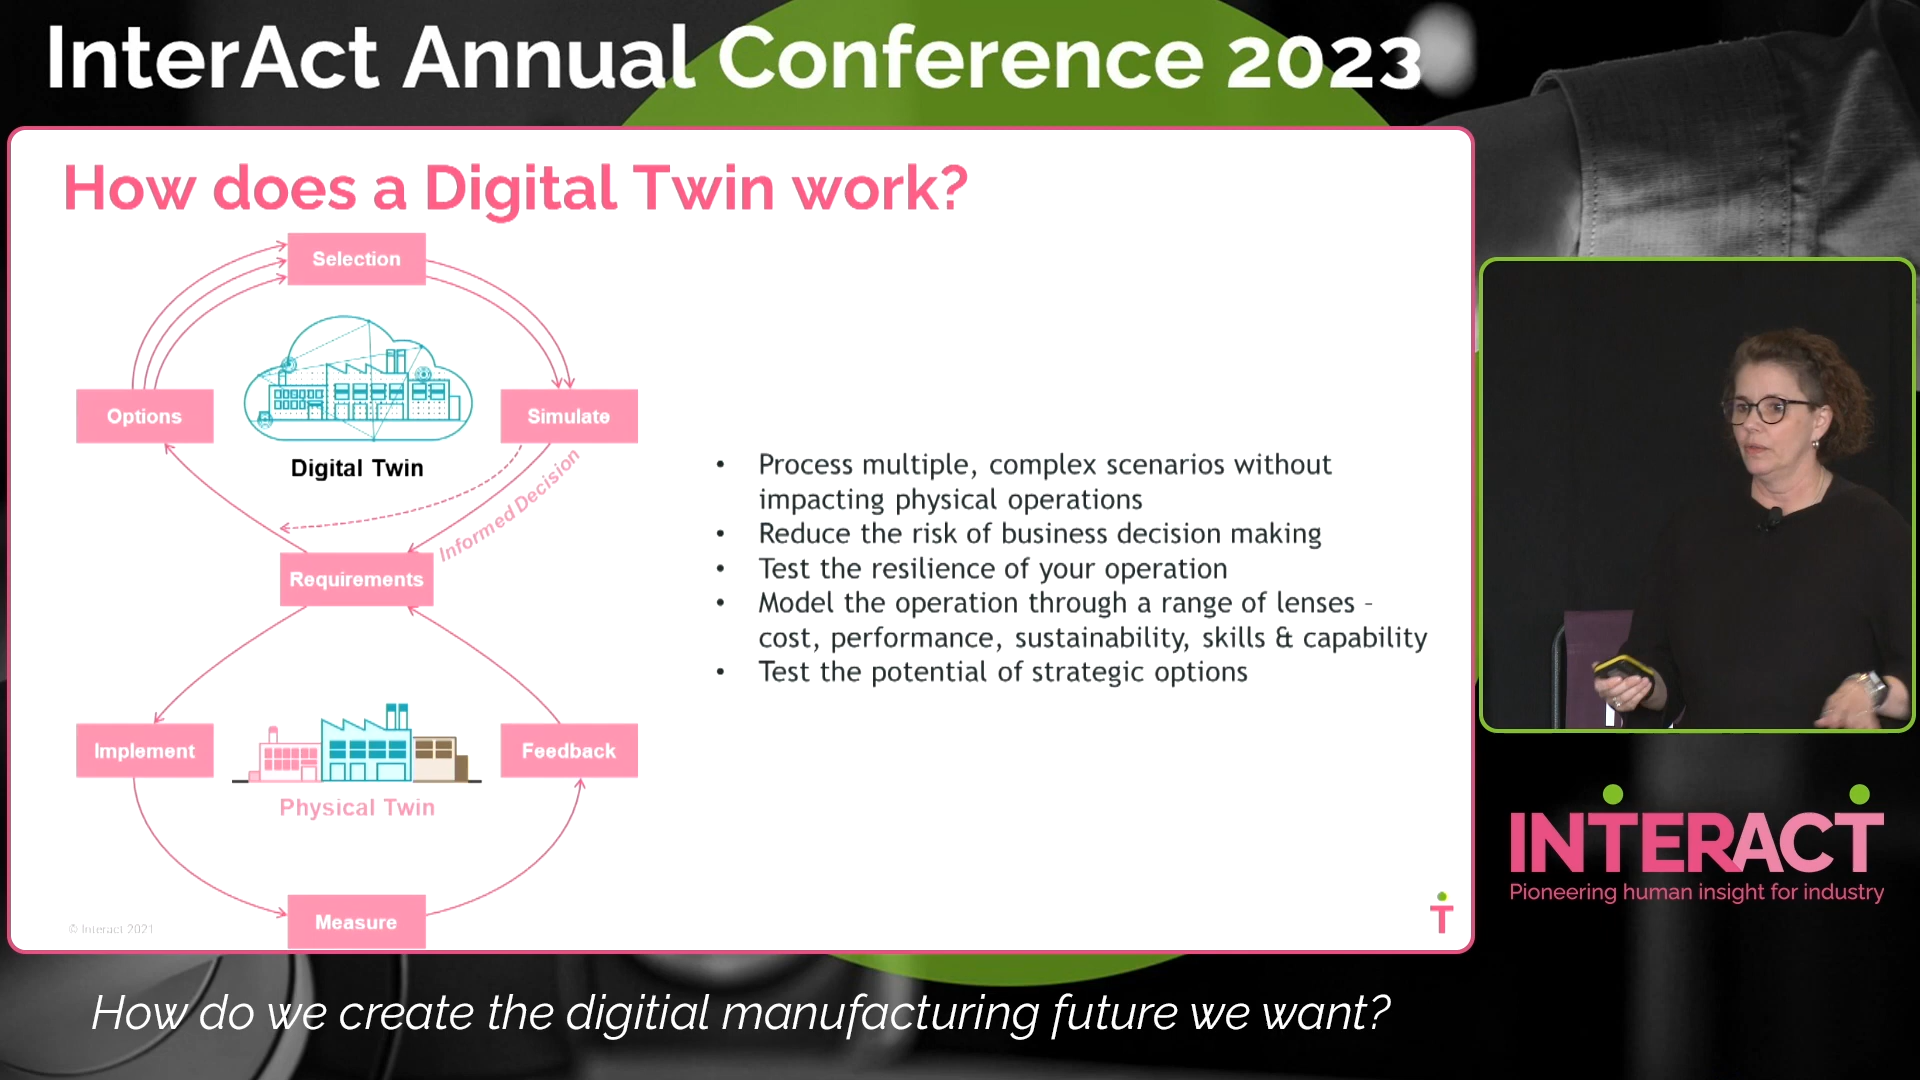 InterAct Annual Conference 2023
How does a Digital Twin work?
Selection
Options
Simulate
Digital Twin
Informed Decision
Requirements
Implement
Feedback
Physical Twin
Measure
© Interact 2021
• Process multiple, complex scenarios without
impacting physical operations
• Reduce the risk of business decision making
• Test the resilience of your operation
• Model the operation through a range of lenses –
cost, performance, sustainability, skills & capability
• Test the potential of strategic options
INTERACT
Pioneering human insight for industry
How do we create the digitial manufacturing future we want?